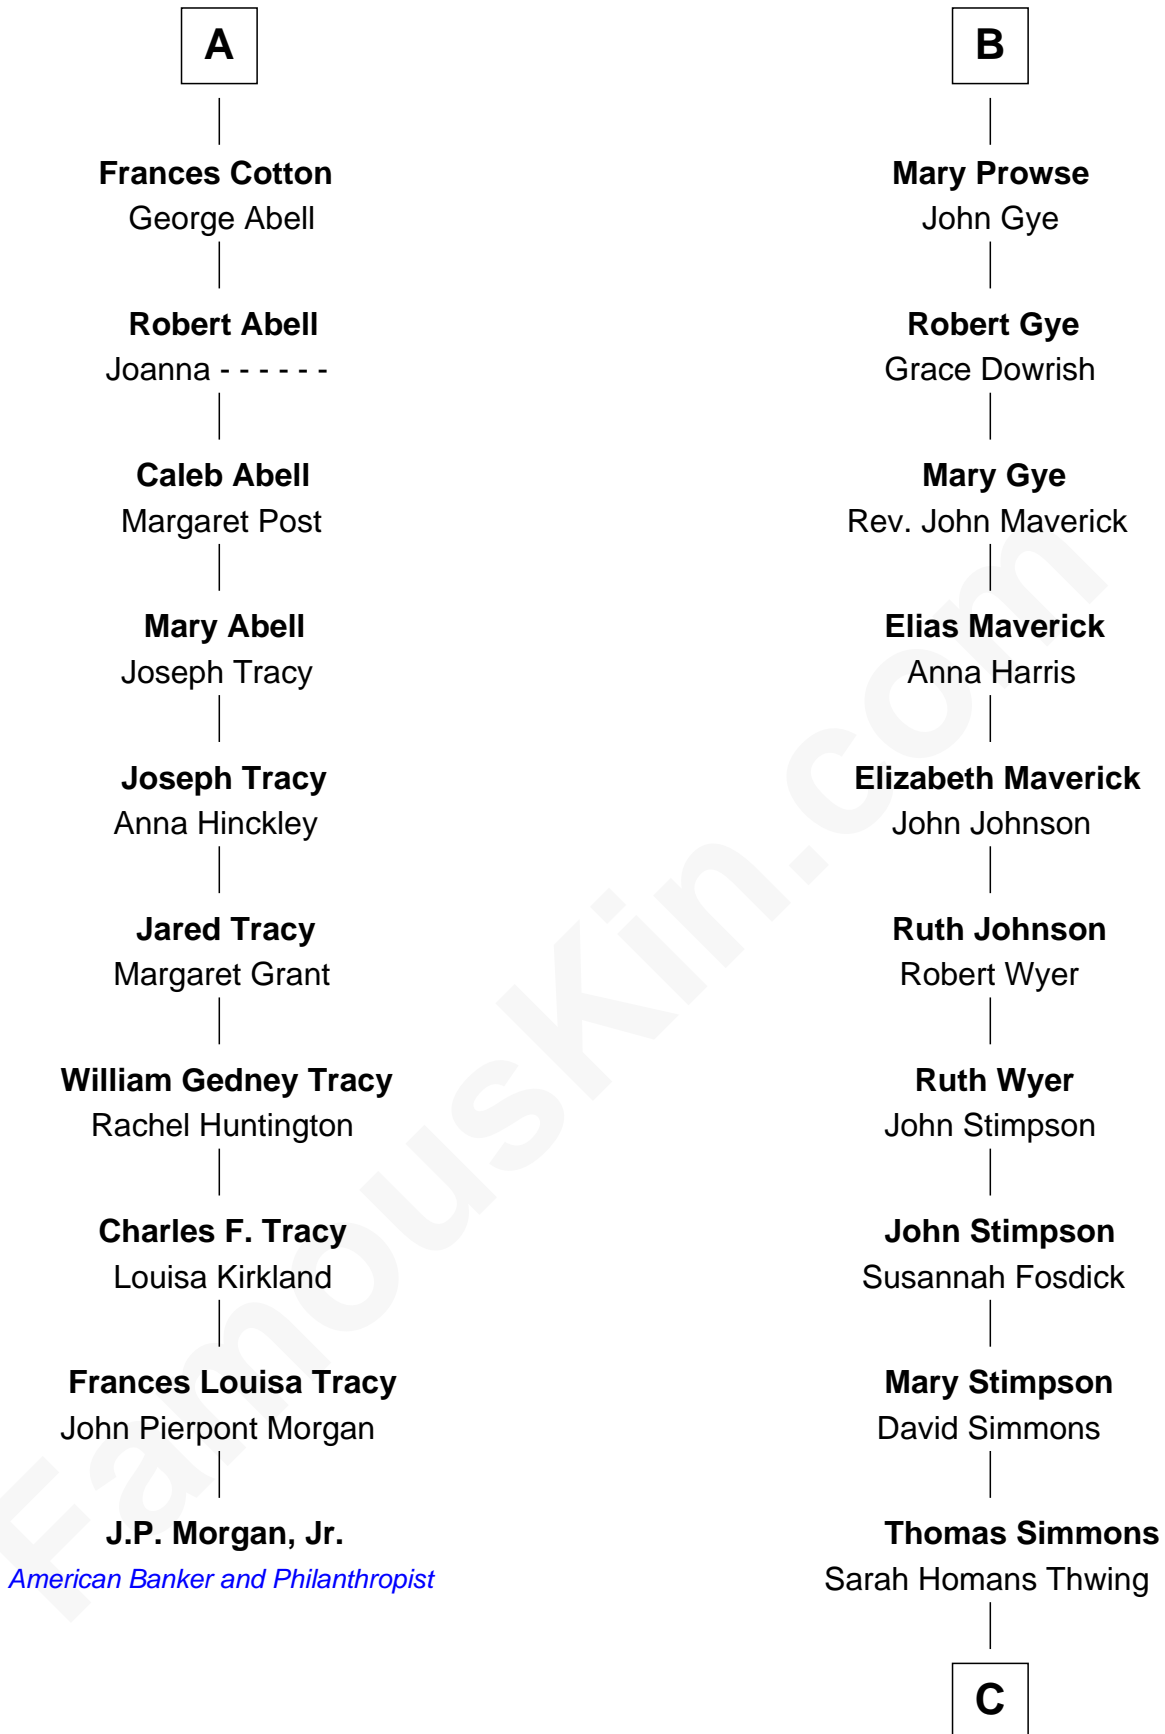 A
Frances Cotton
George Abell
Robert Abell
Joanna - - - - - -
Caleb Abell
Margaret Post
Mary Abell
Joseph Tracy
Joseph Tracy
Anna Hinckley
Jared Tracy
Margaret Grant
William Gedney Tracy
Rachel Huntington
Charles F. Tracy
Louisa Kirkland
Frances Louisa Tracy
John Pierpont Morgan
J.P. Morgan, Jr.
American Banker and Philanthropist
B
Mary Prowse
John Gye
Robert Gye
Grace Dowrish
Mary Gye
Rev. John Maverick
Elias Maverick
Anna Harris
Elizabeth Maverick
John Johnson
Ruth Johnson
Robert Wyer
Ruth Wyer
John Stimpson
John Stimpson
Susannah Fosdick
Mary Stimpson
David Simmons
Thomas Simmons
Sarah Homans Thwing
C
FamousKin.com